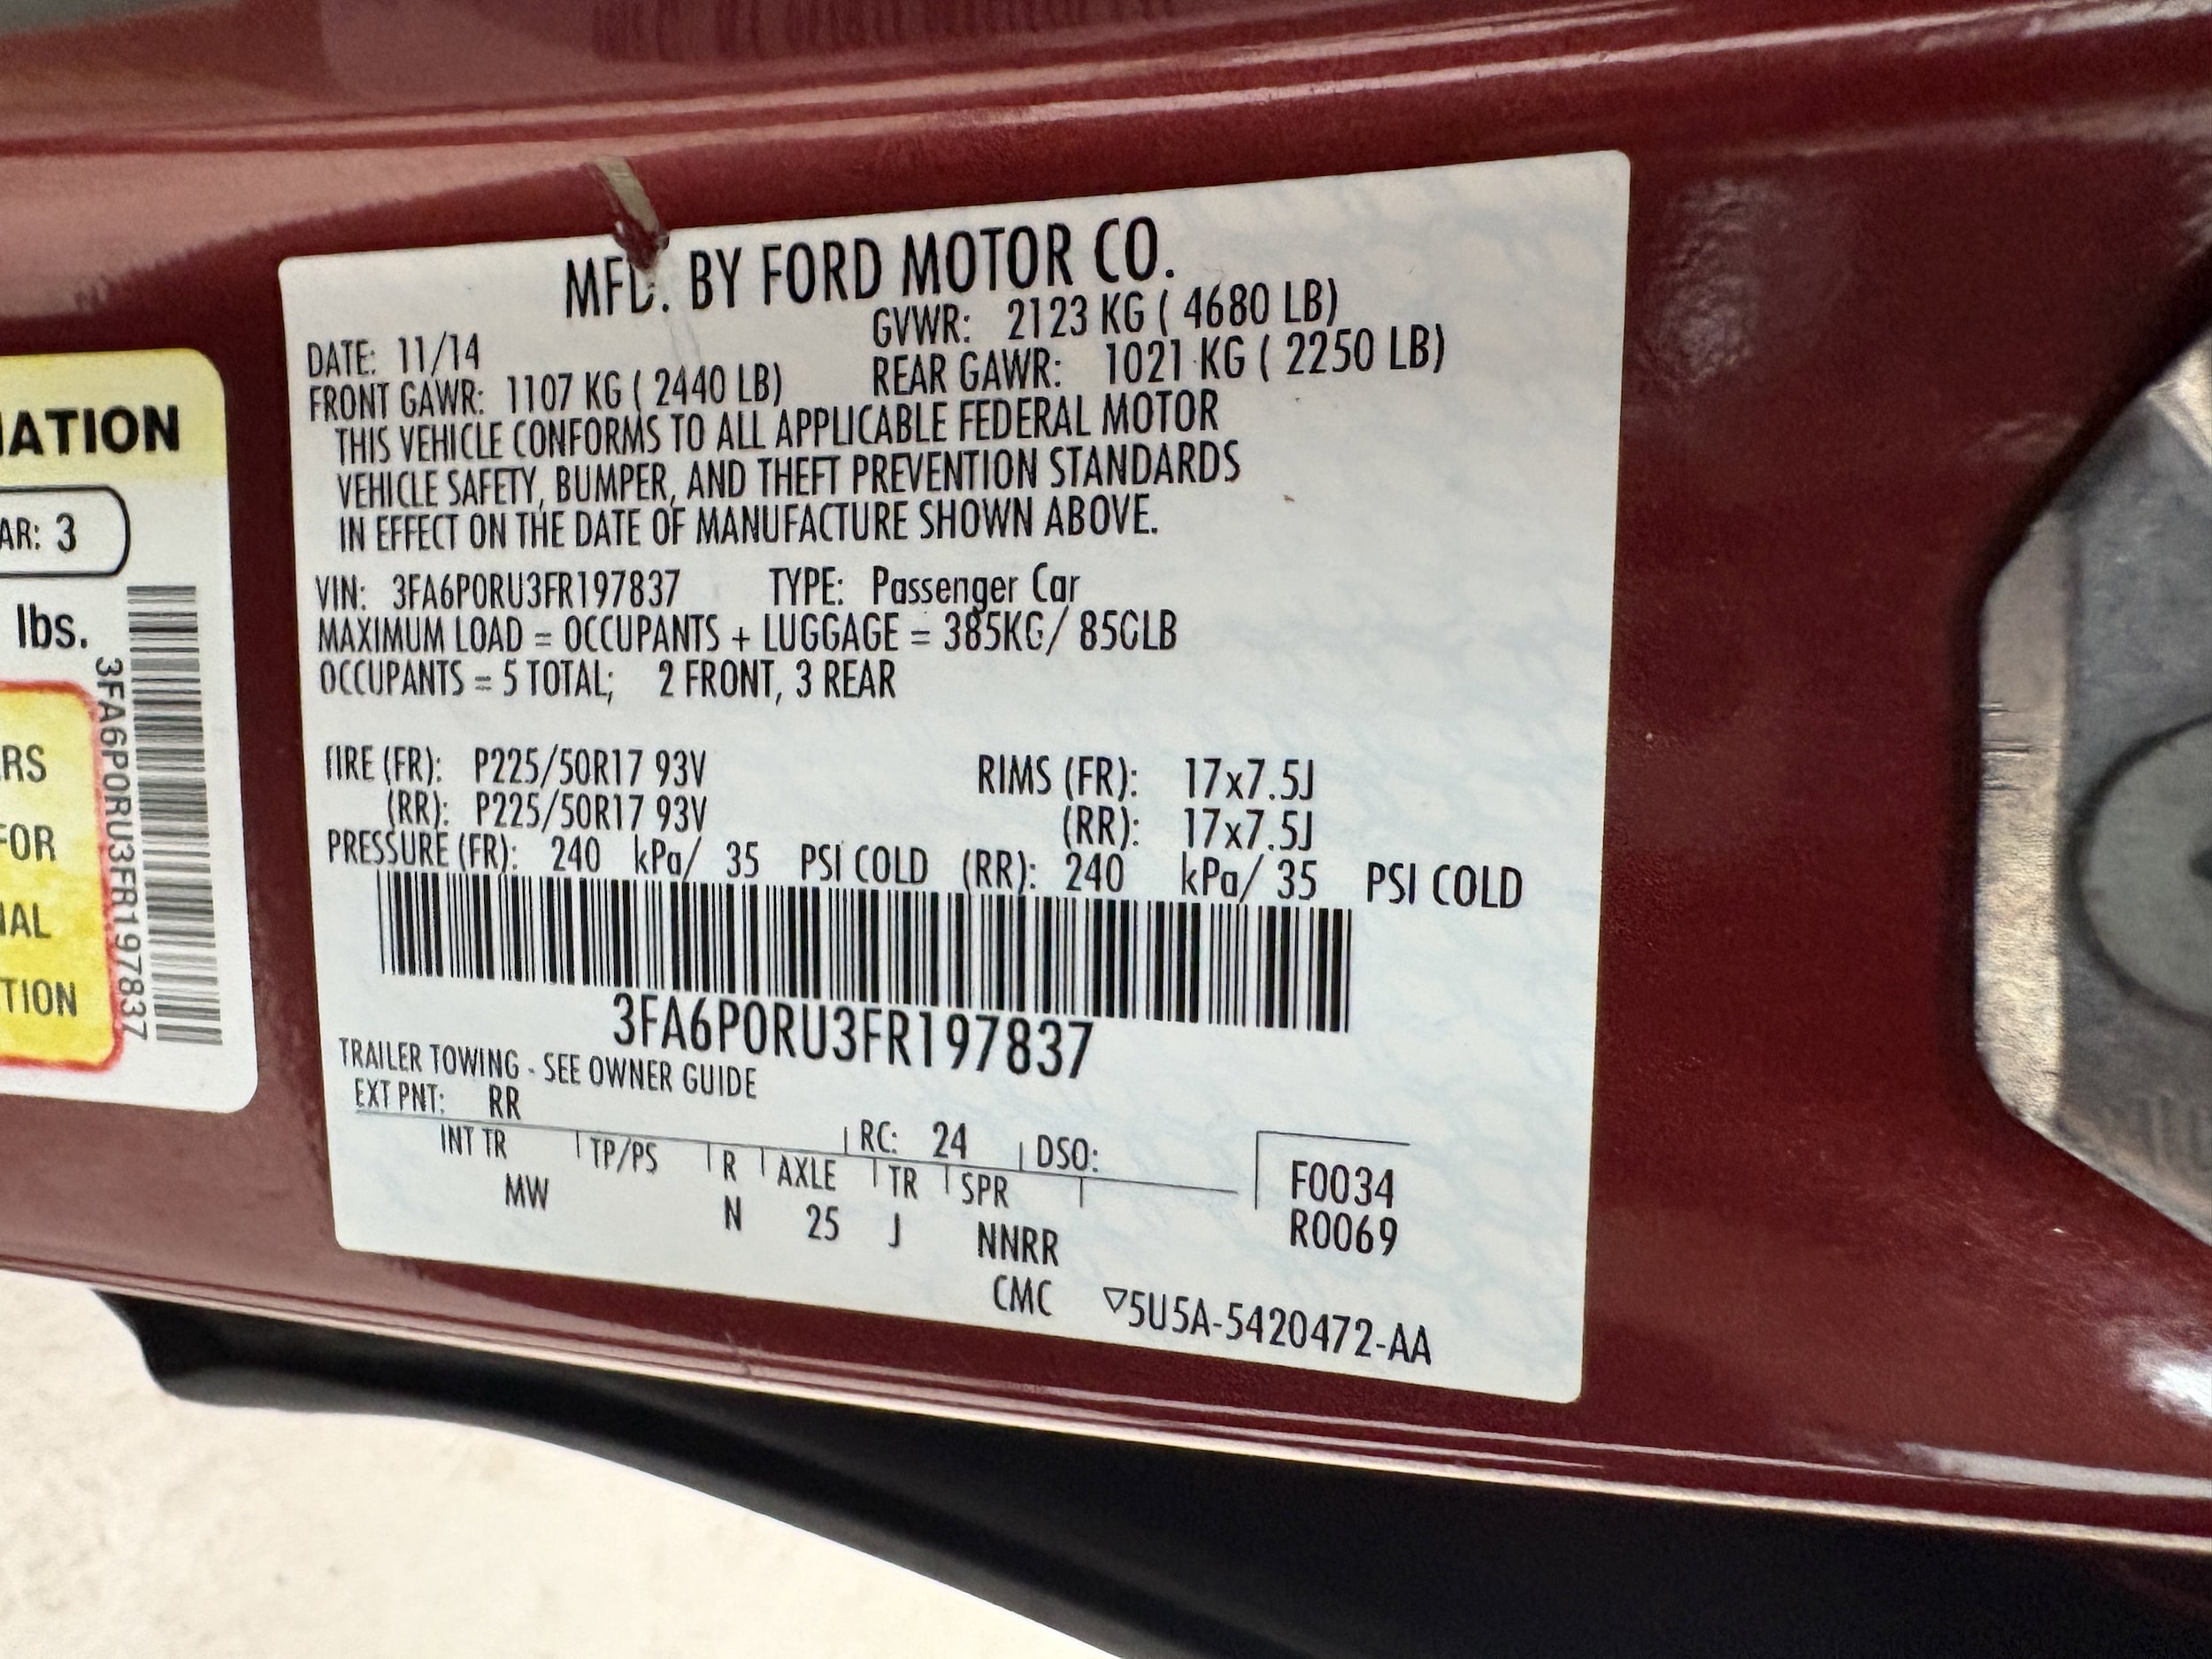 MFD. BY FORD MOTOR CO.
DATE: 11/14 GVWR: 2123 KG ( 4680 LB)
FRONT GAWR: 1107 KG ( 2440 LB) REAR GAWR: 1021 KG ( 2250 LB)
THIS VEHICLE CONFORMS TO ALL APPLICABLE FEDERAL MOTOR
VEHICLE SAFETY, BUMPER, AND THEFT PREVENTION STANDARDS
IN EFFECT ON THE DATE OF MANUFACTURE SHOWN ABOVE.
VIN: 3FA6P0RU3FR197837 TYPE: Passenger Car
MAXIMUM LOAD = OCCUPANTS + LUGGAGE = 385KG/ 850LB
OCCUPANTS = 5 TOTAL; 2 FRONT, 3 REAR
TIRE (FR): P225/50R17 93V RIMS (FR): 17x7.5J
(RR): P225/50R17 93V (RR): 17x7.5J
PRESSURE (FR): 240 kPa/ 35 PSI COLD (RR): 240 kPa/ 35 PSI COLD
3FA6P0RU3FR197837
TRAILER TOWING - SEE OWNER GUIDE
EXT PNT: RR RC: 24 DSO:
INT TR TP/PS R AXLE TR SPR F0034
MW N 25 J NNRR R0069
CMC ▽5U5A-5420472-AA
IATION
AR: 3
lbs.
RS
FOR
IAL
TION
3FA6P0RU3FR197837